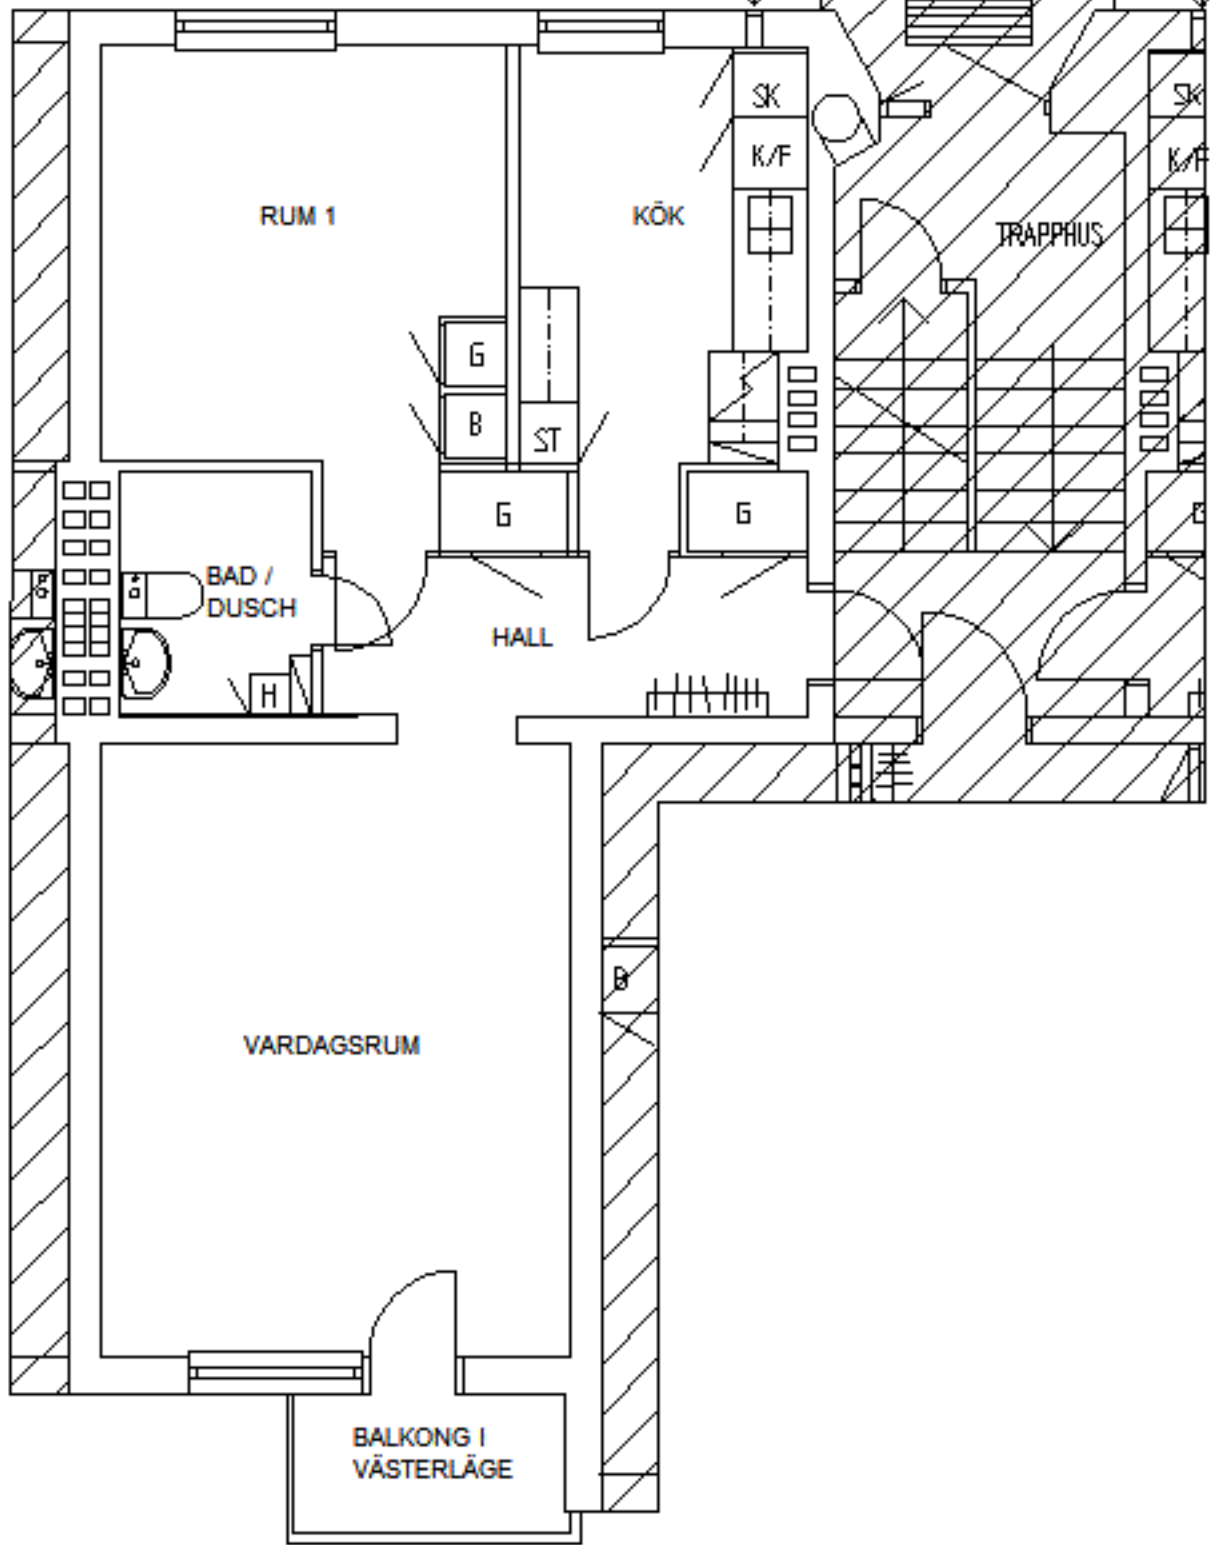 SK
SK
K/F
K/F
RUM 1
KÖK
TRAPPHUS
G
B
ST
G
G
G
BAD /
DUSCH
HALL
H
B
VARDAGSRUM
BALKONG I
VÄSTERLÄGE